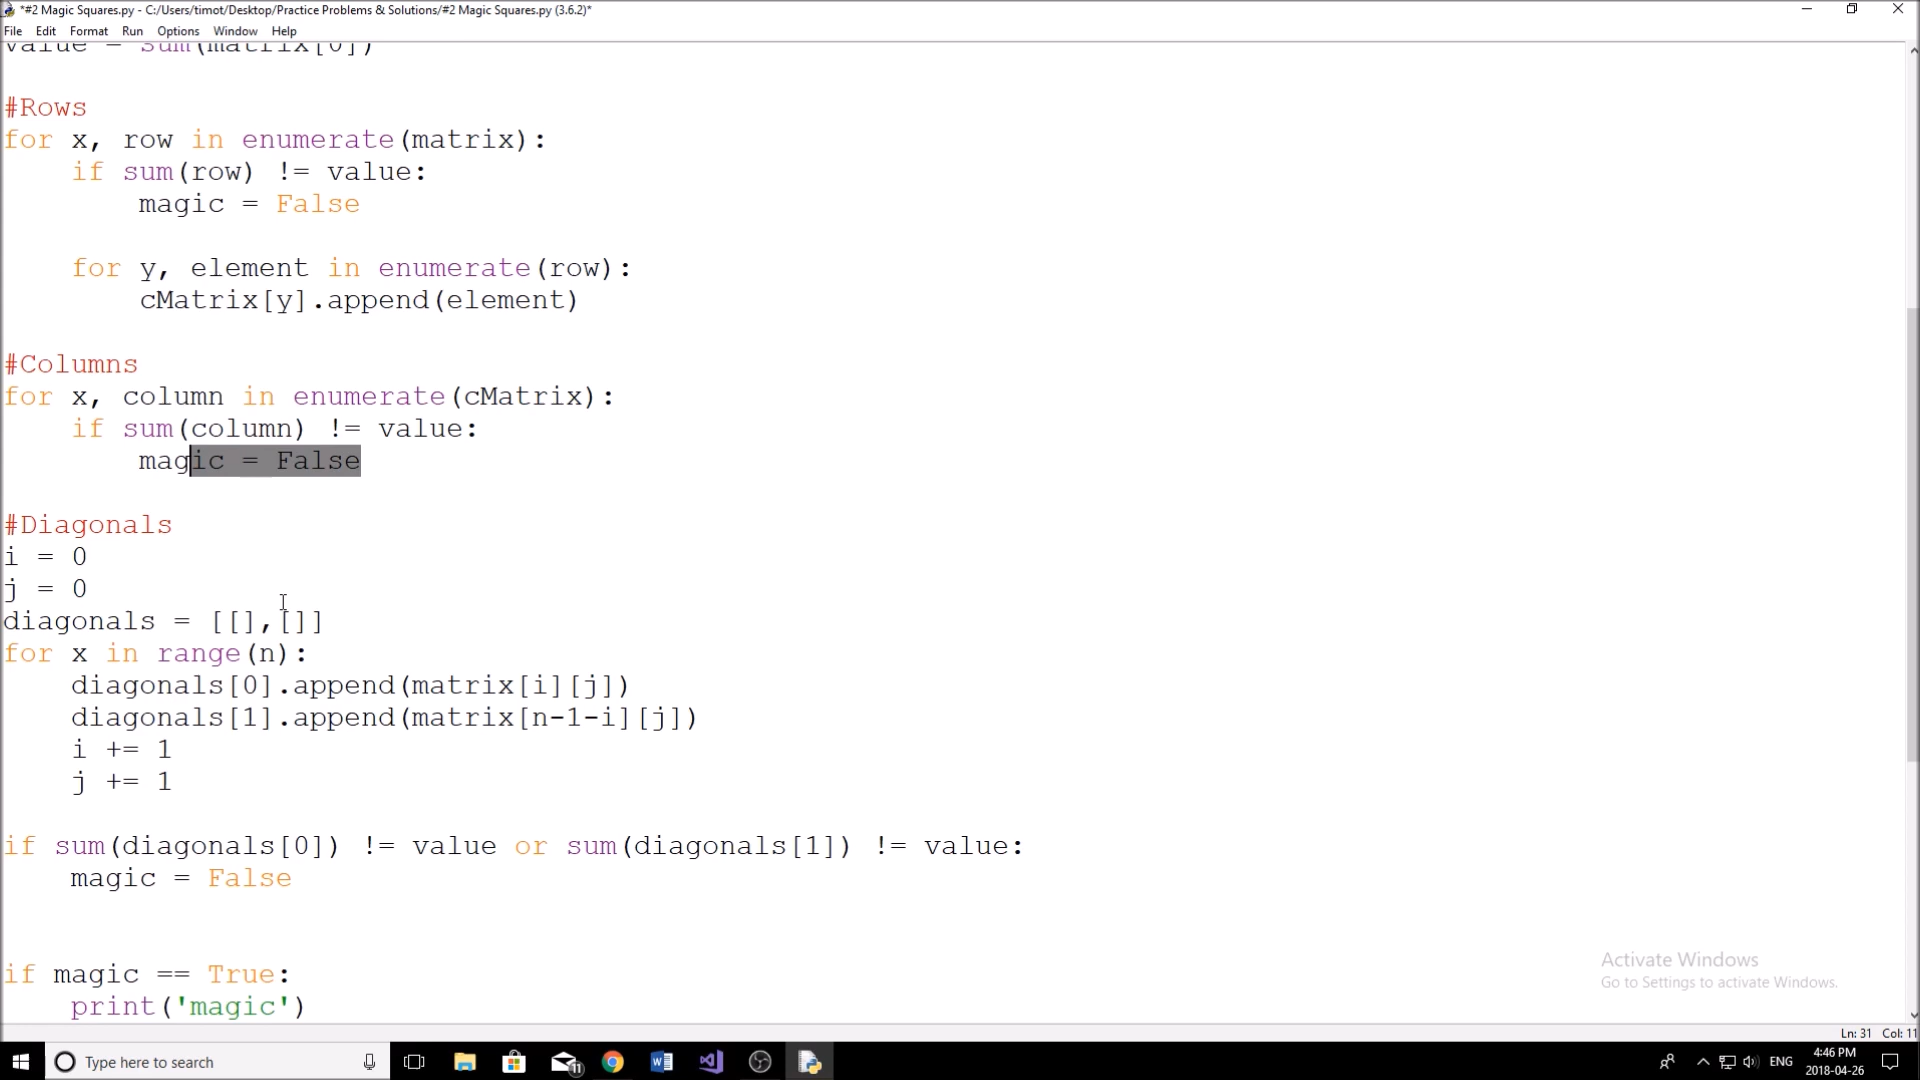 *#2 Magic Squares.py - C:/Users/timot/Desktop/Practice Problems & Solutions/#2 Magic Squares.py (3.6.2)*
File Edit Format Run Options Window Help
value = sum(matrix[0])
#Rows
for x, row in enumerate(matrix):
    if sum(row) != value:
        magic = False
    for y, element in enumerate(row):
        cMatrix[y].append(element)
#Columns
for x, column in enumerate(cMatrix):
    if sum(column) != value:
        magic = False
#Diagonals
i = 0
j = 0
diagonals = [[],[]]
for x in range(n):
    diagonals[0].append(matrix[i][j])
    diagonals[1].append(matrix[n-1-i][j])
    i += 1
    j += 1
if sum(diagonals[0]) != value or sum(diagonals[1]) != value:
    magic = False
if magic == True:
    print('magic')
Activate Windows
Go to Settings to activate Windows.
Ln: 31 Col: 11
Type here to search
11
ENG
4:46 PM
2018-04-26